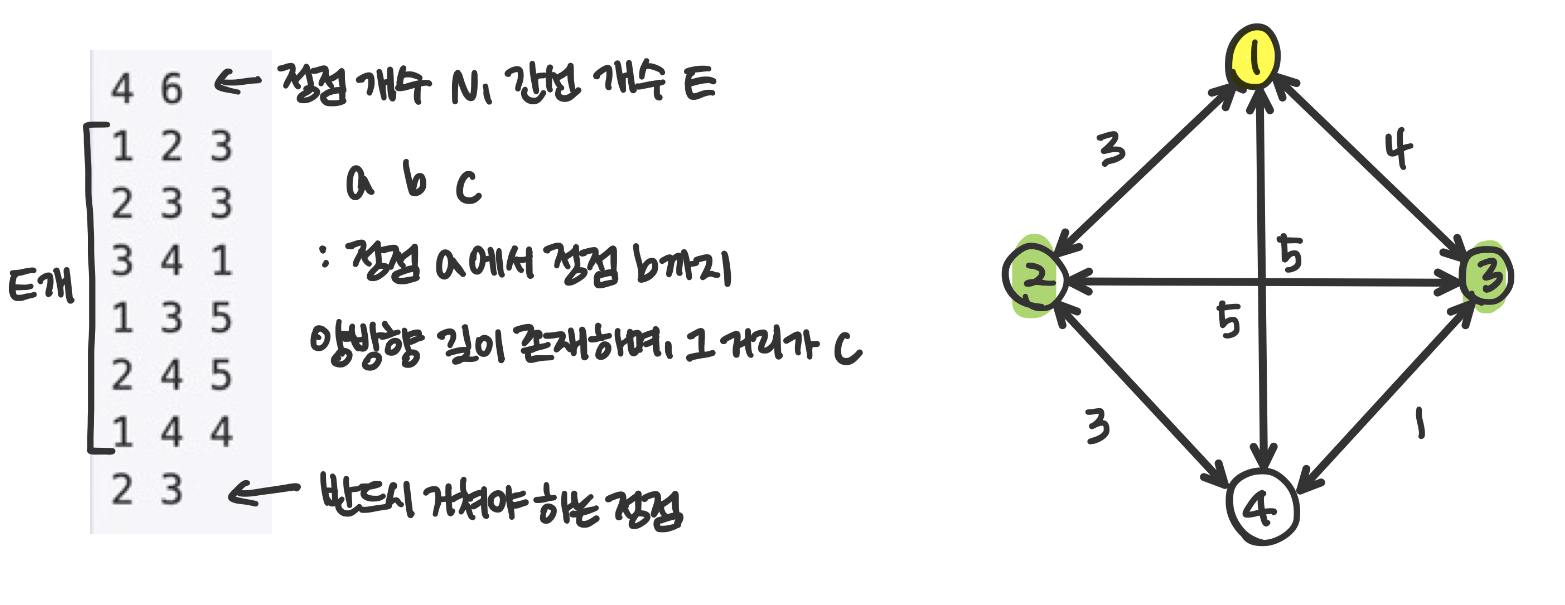 4 6 ← 정점 개수 N, 간선 개수 E
E개
1 2 3
2 3 3
3 4 1
1 3 5
2 4 5
1 4 4
a b c
: 정점 a에서 정점 b까지
양방향 길이 존재하며, 그 거리가 c
2 3 ← 반드시 거쳐야 하는 정점
1
3 4
2 5 3
5
3 1
4